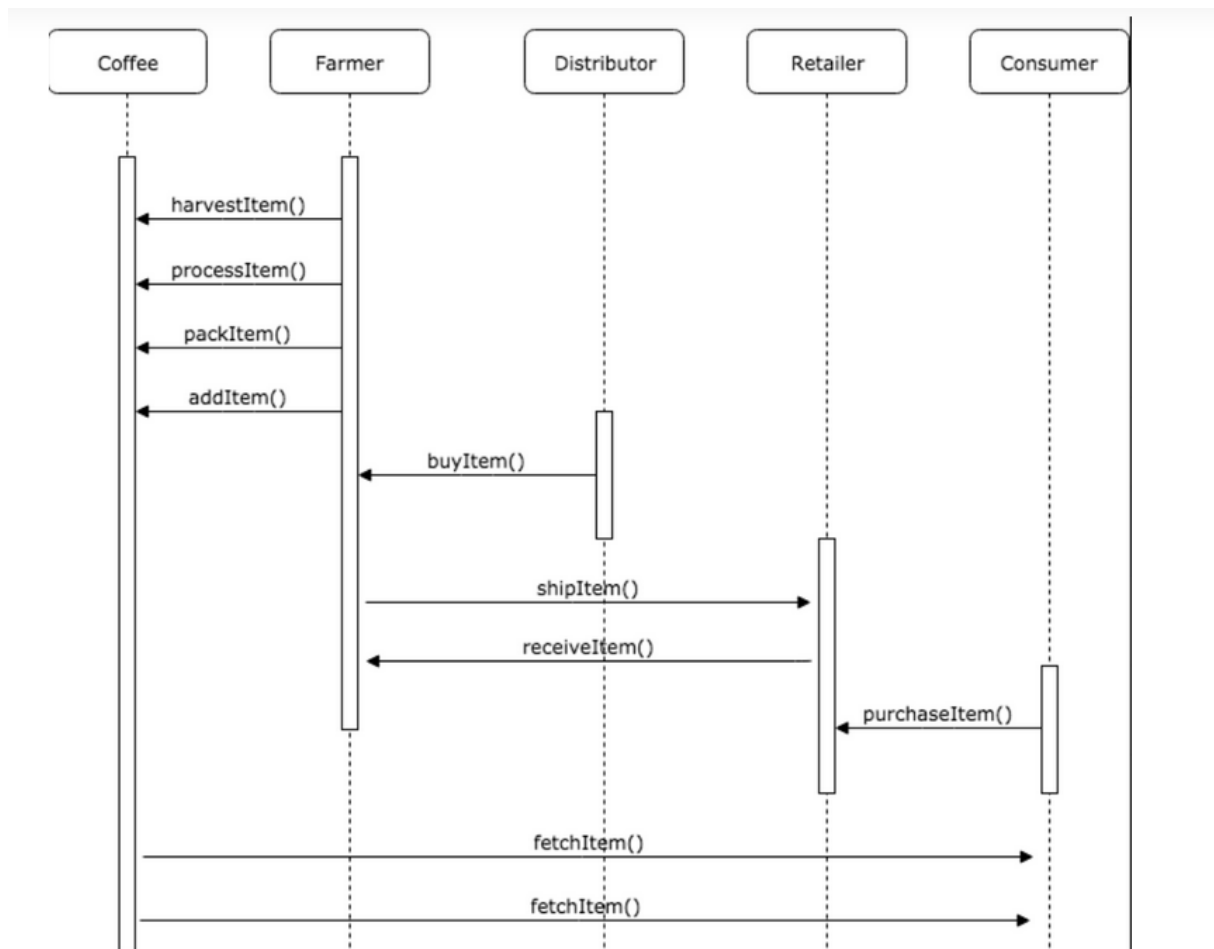 Coffee
Farmer
Distributor
Retailer
Consumer
harvestItem()
processItem()
packItem()
addItem()
buyItem()
shipItem()
receiveItem()
purchaseItem()
fetchItem()
fetchItem()